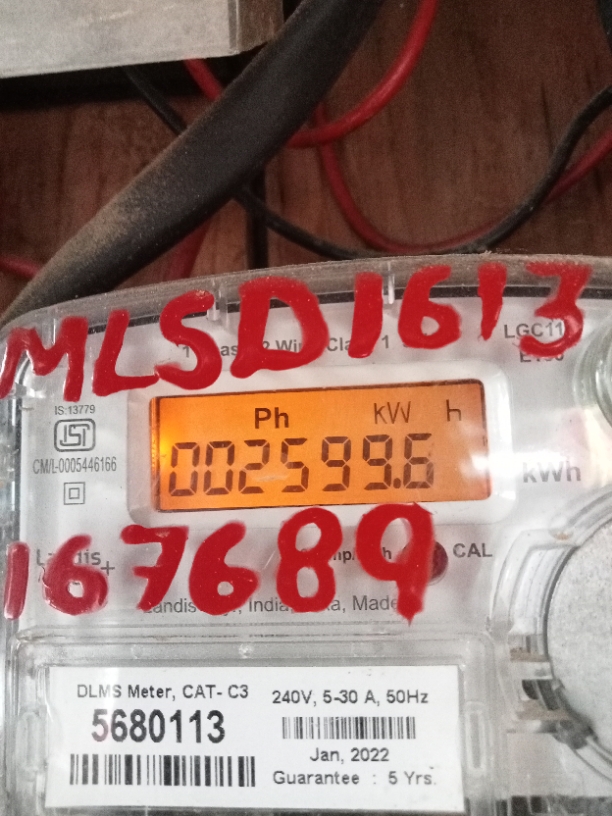 MLSD1613
LGC11
IS:13779
ISI
CM/L-0005446166
Ph KW h
002599.6
kWh
167689
CAL
DLMS Meter, CAT- C3
5680113
240V, 5-30 A, 50Hz
Jan, 2022
Guarantee : 5 Yrs.